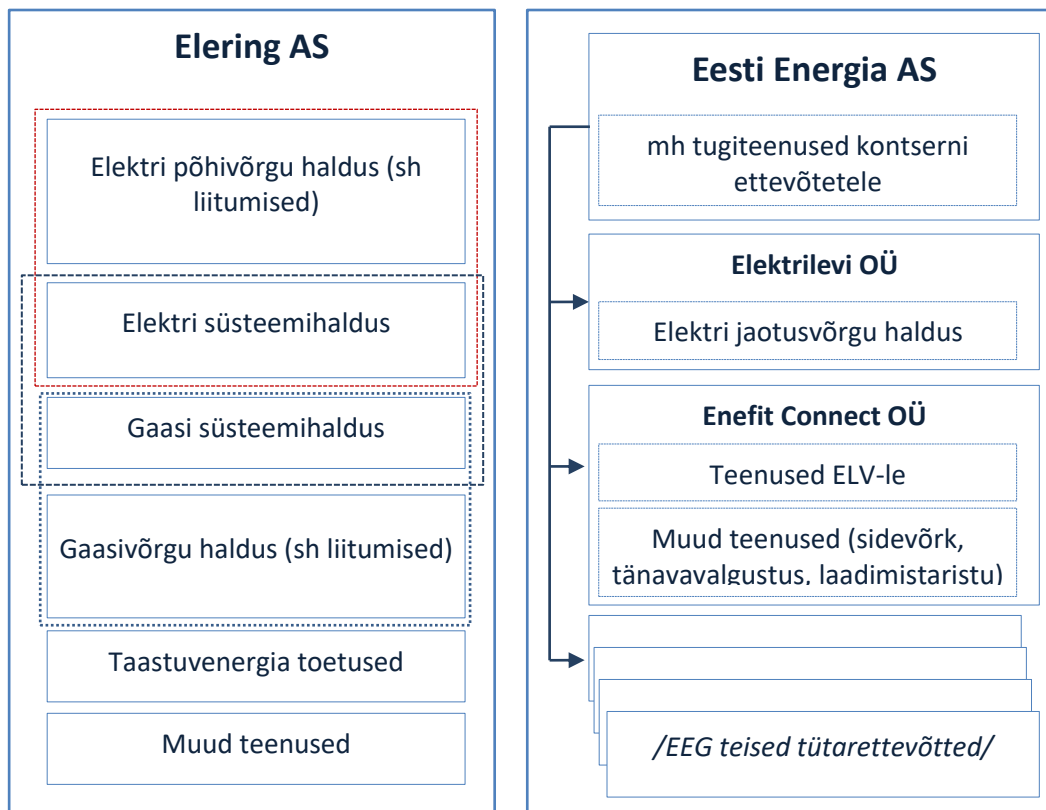 Elering AS
Elektri põhivõrgu haldus (sh
liitumised)
Elektri süsteemihaldus
Gaasi süsteemihaldus
Gaasivõrgu haldus (sh liitumised)
Taastuvenergia toetused
Muud teenused
Eesti Energia AS
mh tugiteenused kontserni
ettevõtetele
Elektrilevi OÜ
Elektri jaotusvõrgu haldus
Enefit Connect OÜ
Teenused ELV-le
Muud teenused (sidevõrk,
tänavavalgustus, laadimistaristu)
/EEG teised tütarettevõtted/